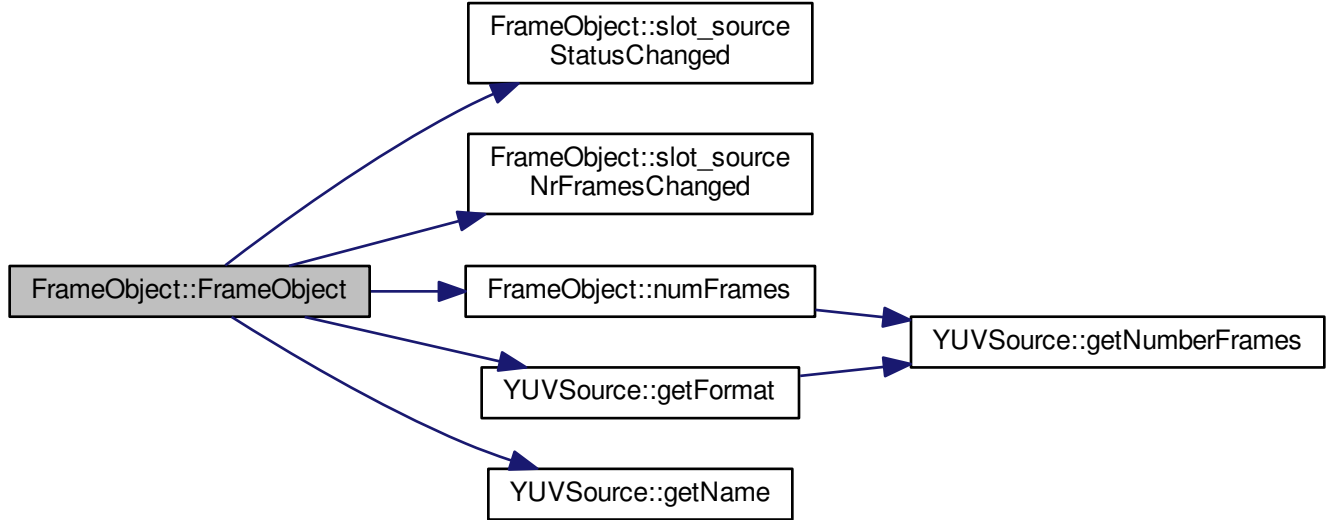 FrameObject::slot_source
StatusChanged
FrameObject::slot_source
NrFramesChanged
FrameObject::FrameObject
FrameObject::numFrames
YUVSource::getNumberFrames
YUVSource::getFormat
YUVSource::getName